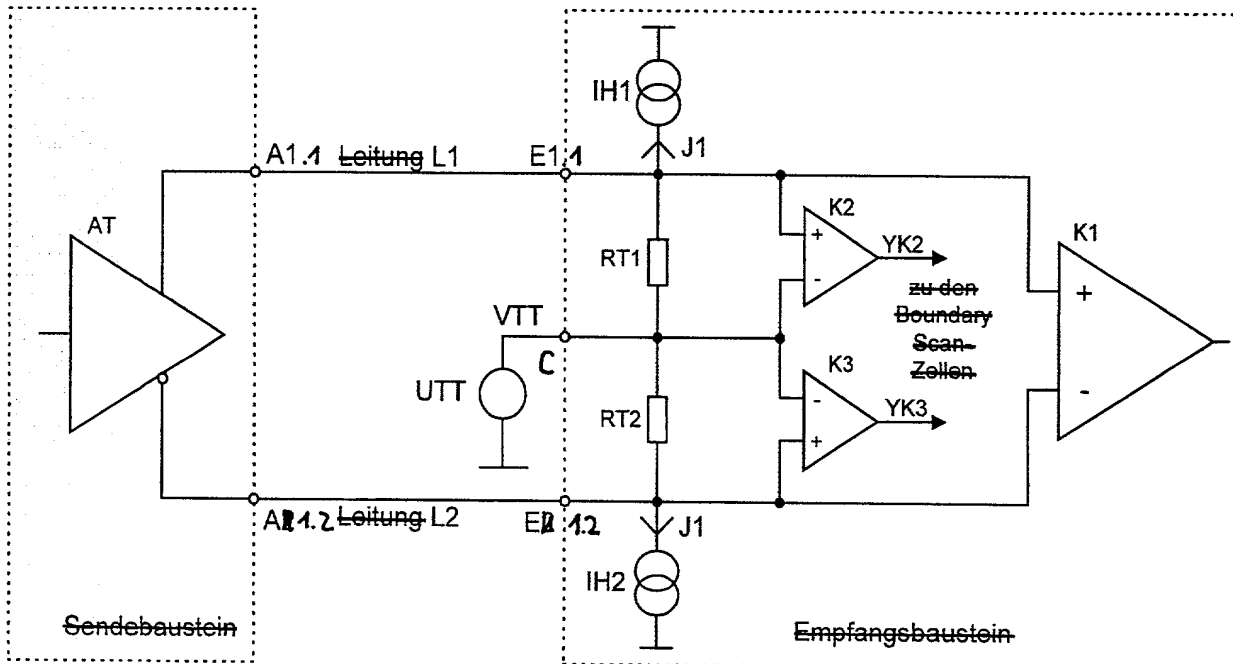 IH1
J1
A1.1 Leitung L1 E1.1
AT
K2
K1
RT1
+
YK2
+
-
zu den
Boundary
Scan-
Zellen
VTT
C
K3
UTT
-
-
RT2
YK3
+
A1.2 Leitung L2 E 1.2
J1
IH2
Sendebaustein
Empfangsbaustein